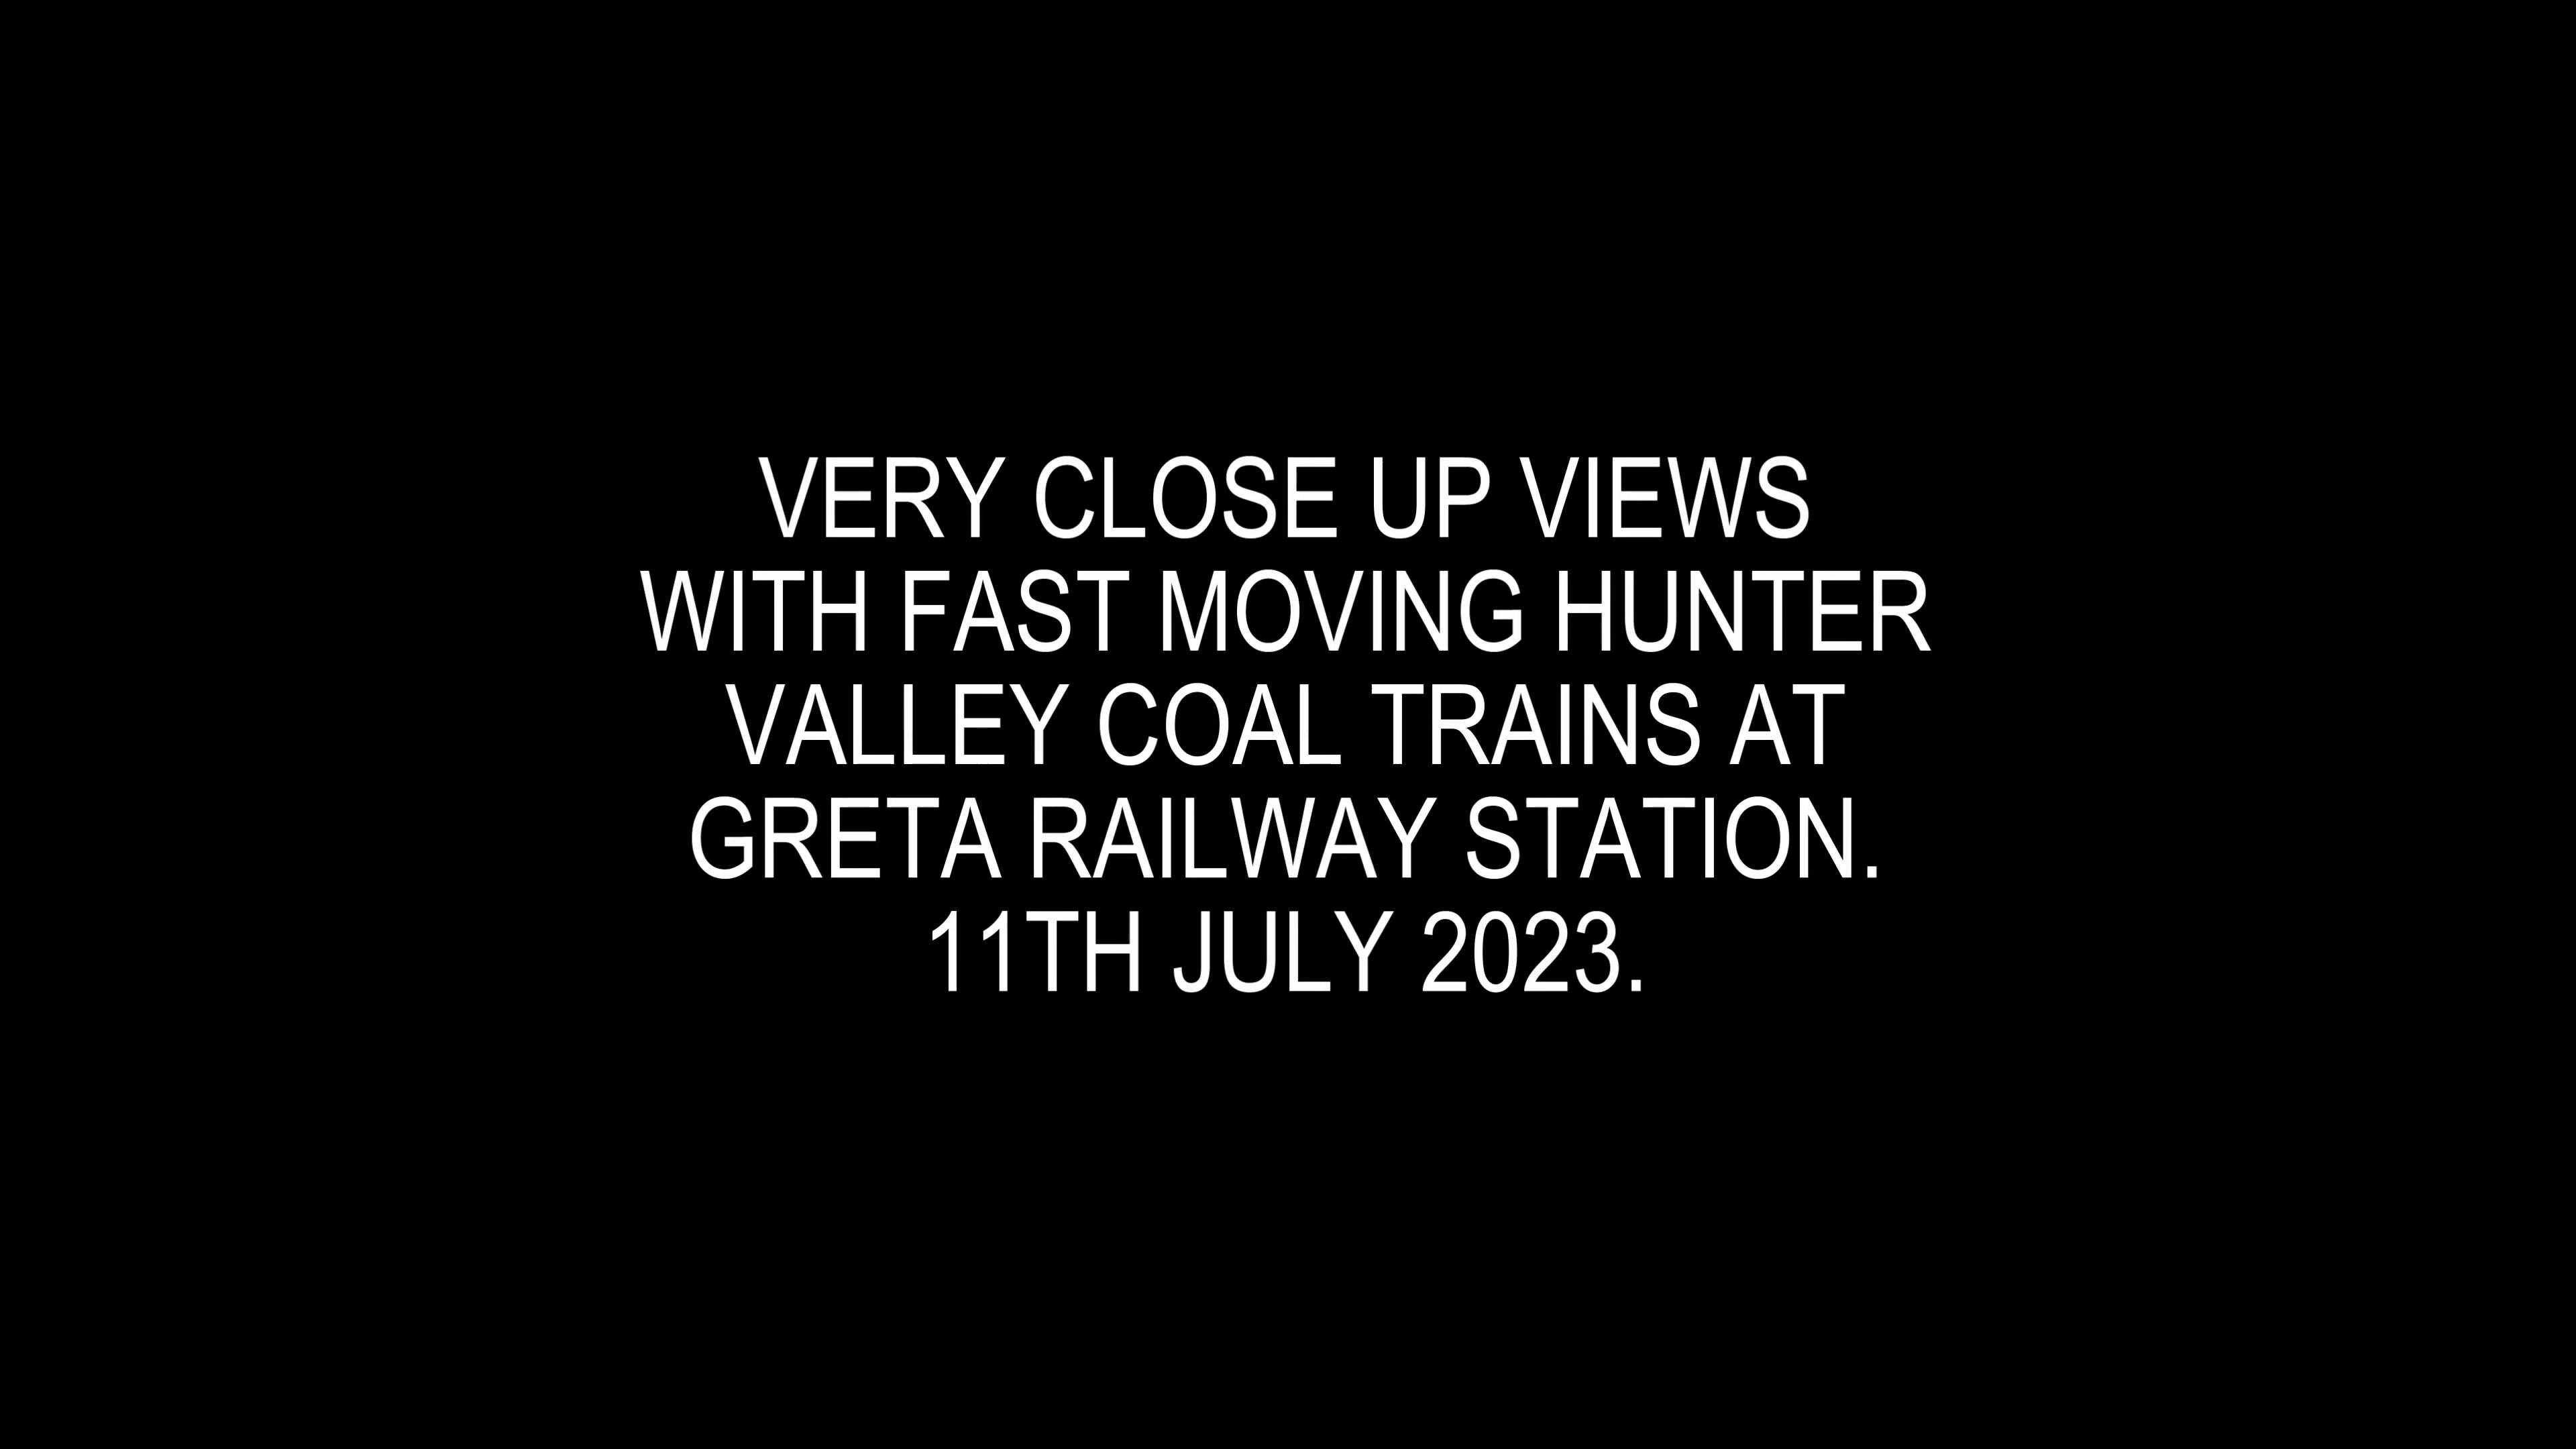 VERY CLOSE UP VIEWS
WITH FAST MOVING HUNTER
VALLEY COAL TRAINS AT
GRETA RAILWAY STATION.
11TH JULY 2023.